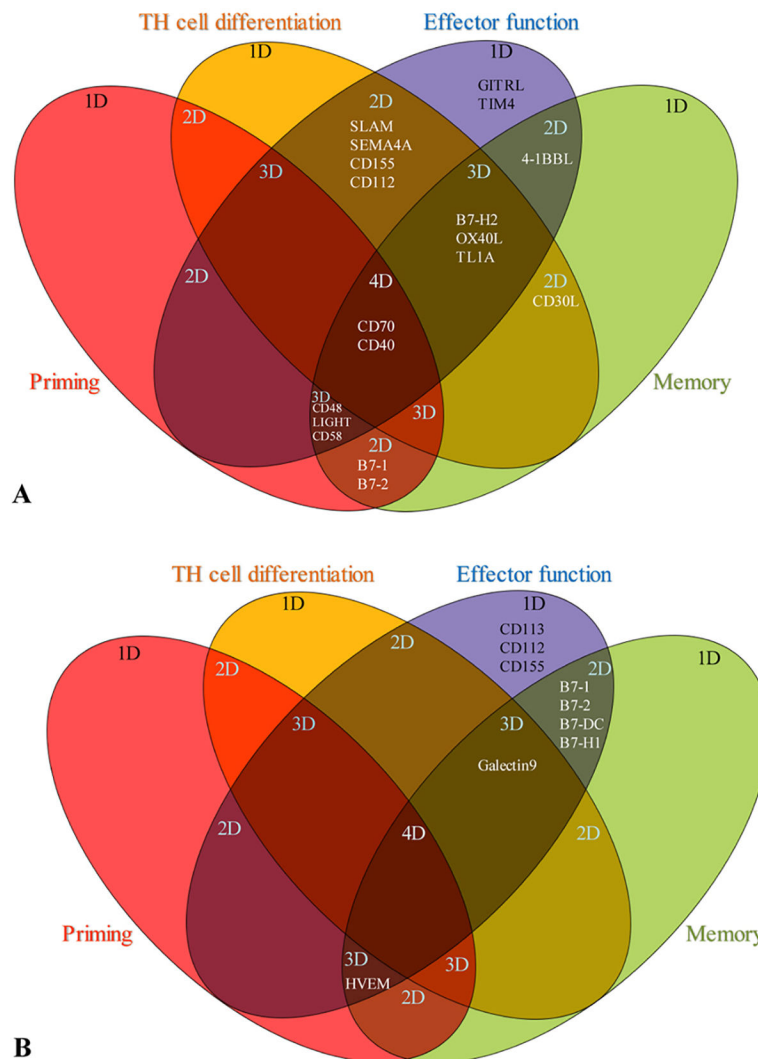 TH cell differentiation
Effector function
1D
1D
GITRL
TIM4
1D
1D
2D
2D
2D
SLAM
SEMA4A
CD155
CD112
4-1BBL
3D
3D
B7-H2
OX40L
TL1A
2D
4D
2D
CD30L
CD70
CD40
Priming
Memory
3D
CD48
LIGHT
CD58
3D
2D
B7-1
B7-2
A
TH cell differentiation
Effector function
1D
1D
CD113
CD112
CD155
1D
1D
2D
2D
2D
B7-1
B7-2
B7-DC
B7-H1
3D
3D
Galectin9
2D
4D
2D
Priming
Memory
3D
HVEM
3D
2D
B